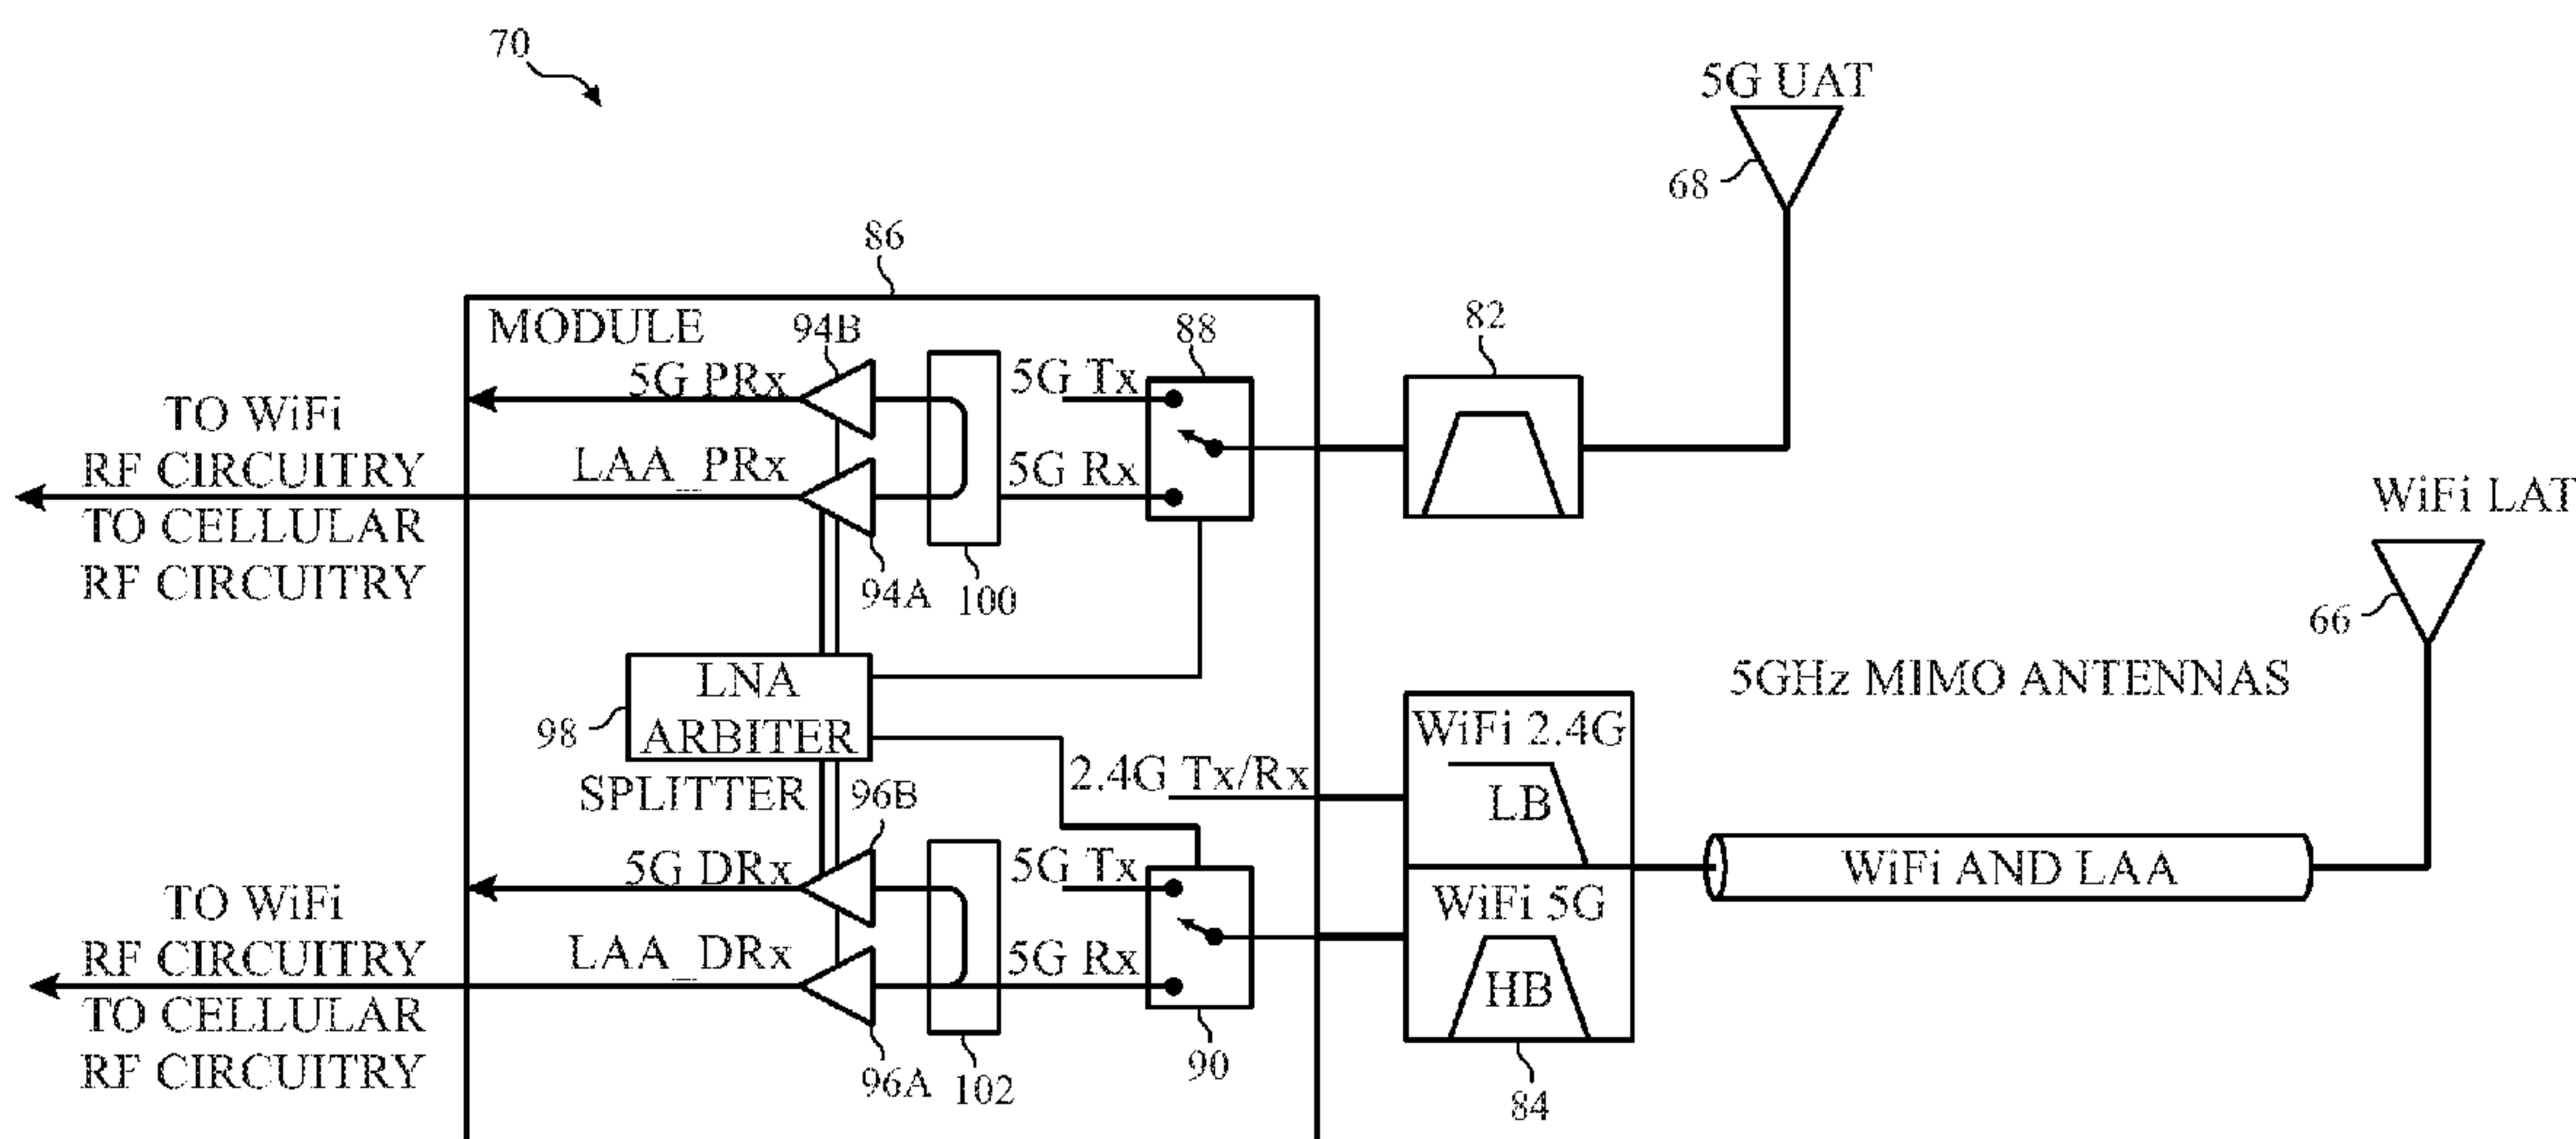 70
5G UAT
68
86
MODULE
94B
88
82
5G PRx
5G Tx
TO WiFi
RF CIRCUITRY
LAA_PRx
5G Rx
TO CELLULAR
RF CIRCUITRY
94A
100
WiFi LAT
66
LNA
ARBITER
98
SPLITTER
5GHz MIMO ANTENNAS
WiFi 2.4G
2.4G Tx/Rx
LB
96B
5G DRx
5G Tx
WiFi AND LAA
TO WiFi
RF CIRCUITRY
LAA_DRx
5G Rx
WiFi 5G
HB
TO CELLULAR
RF CIRCUITRY
96A
102
90
84